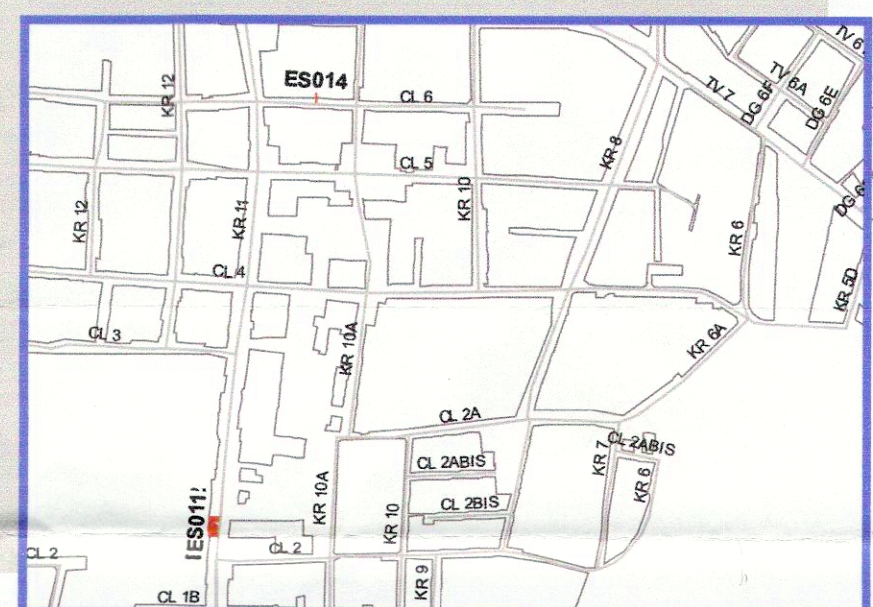 TV 6
KR 12
ES014
CL 6
TV 7
DG 6F
TV 6A
DG 6E
CL 5
KR 8
KR 12
KR 11
KR 10
KR 6
CL 4
KR 5D
CL 3
KR 10A
KR 6A
CL 2A
CL 2ABIS
CL 2ABIS
KR 7
KR 6
CL 2BIS
KR 10A
KR 10
CL 2
CL 2
KR 9
CL 1B